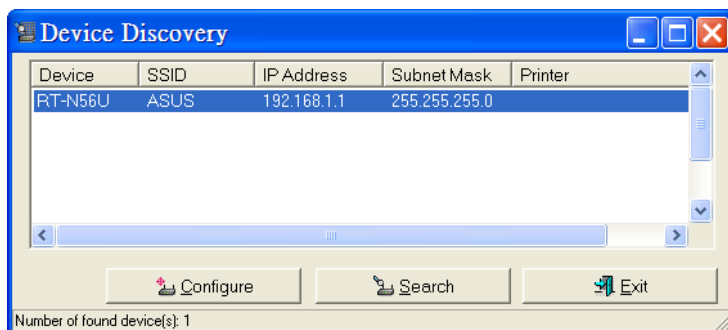 Device Discovery
Device SSID IP Address Subnet Mask Printer
RT-N56U ASUS 192.168.1.1 255.255.255.0
Configure Search Exit
Number of found device(s): 1